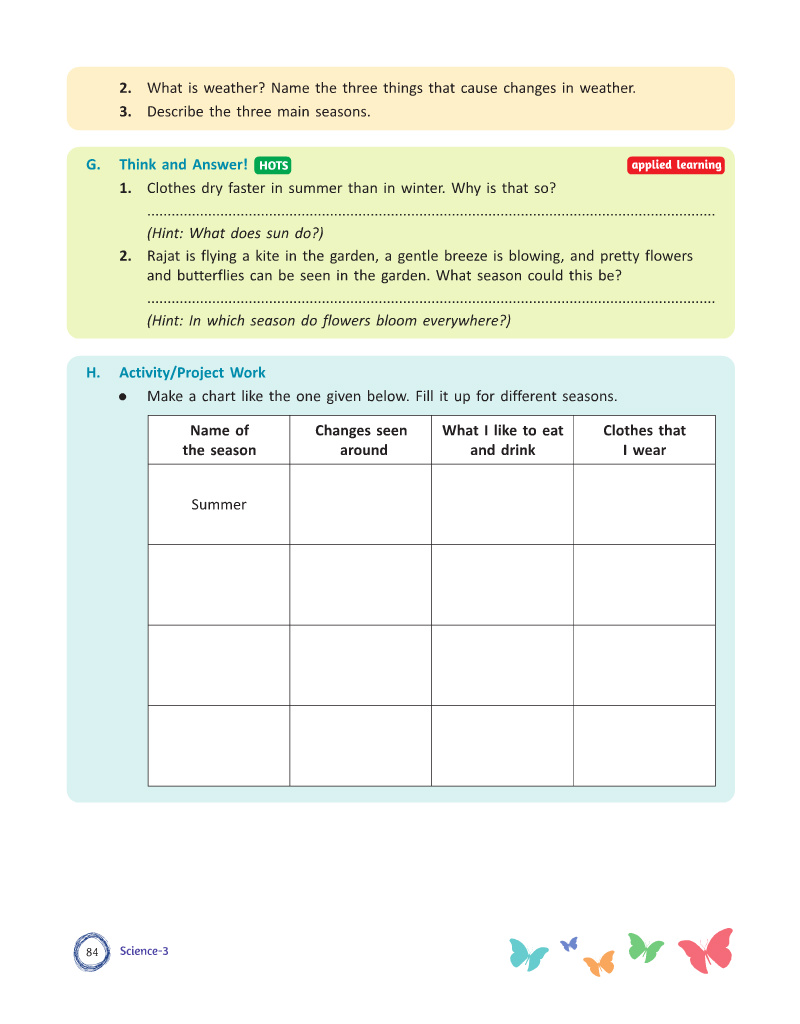 2. What is weather? Name the three things that cause changes in weather.
3. Describe the three main seasons.
G. Think and Answer! HOTS applied learning
1. Clothes dry faster in summer than in winter. Why is that so?
(Hint: What does sun do?)
2. Rajat is flying a kite in the garden, a gentle breeze is blowing, and pretty flowers
and butterflies can be seen in the garden. What season could this be?
(Hint: In which season do flowers bloom everywhere?)
H. Activity/Project Work
● Make a chart like the one given below. Fill it up for different seasons.
Name of
the season
Changes seen
around
What I like to eat
and drink
Clothes that
I wear
Summer
84 Science-3